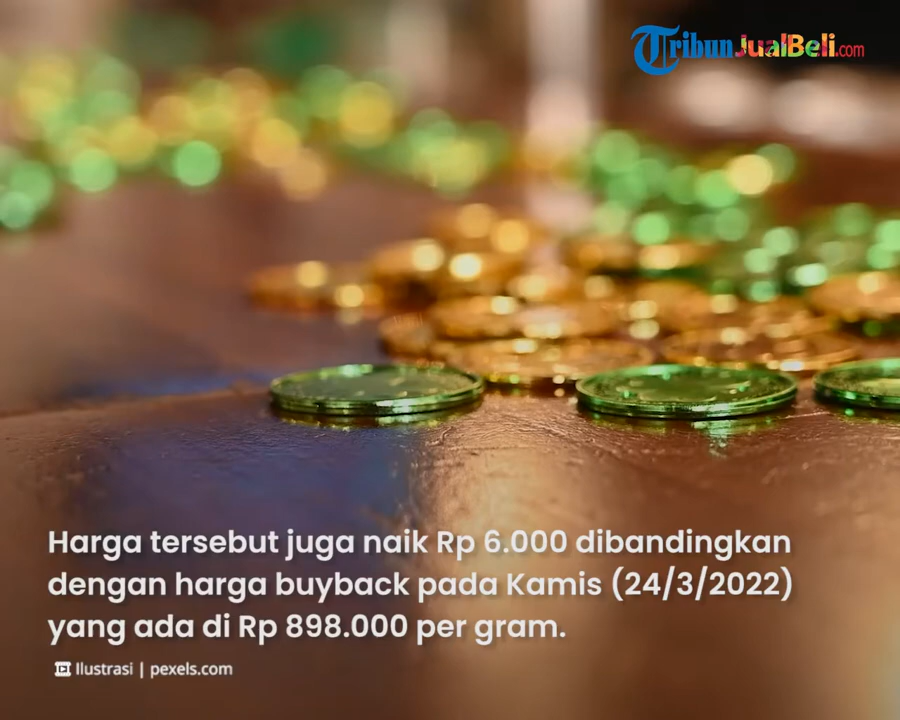 TribunJualBeli.com
Harga tersebut juga naik Rp 6.000 dibandingkan
dengan harga buyback pada Kamis (24/3/2022)
yang ada di Rp 898.000 per gram.
Ilustrasi | pexels.com